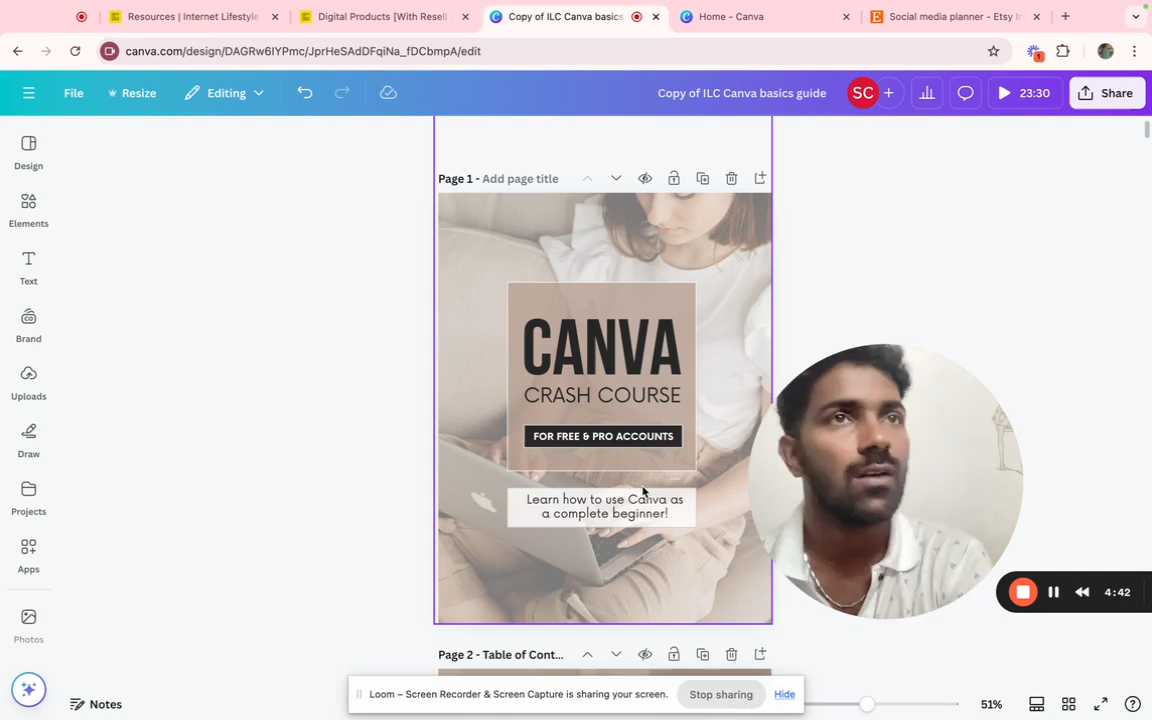 Resources | Internet Lifestyle
Digital Products [With Resell
Copy of ILC Canva basics
Home - Canva
Social media planner - Etsy
canva.com/design/DAGRw6IYPmc/JprHeSAdDFqiNa_fDCbmpA/edit
1
File
Resize
Editing
Copy of ILC Canva basics guide
SC
23:30
Share
Design
Elements
Text
Brand
Uploads
Draw
Projects
Apps
Photos
Page 1 - Add page title
CANVA
CRASH COURSE
FOR FREE & PRO ACCOUNTS
Learn how to use Canva as
a complete beginner!
4:42
Page 2 - Table of Cont...
Loom – Screen Recorder & Screen Capture is sharing your screen.
Stop sharing
Hide
Notes
51%